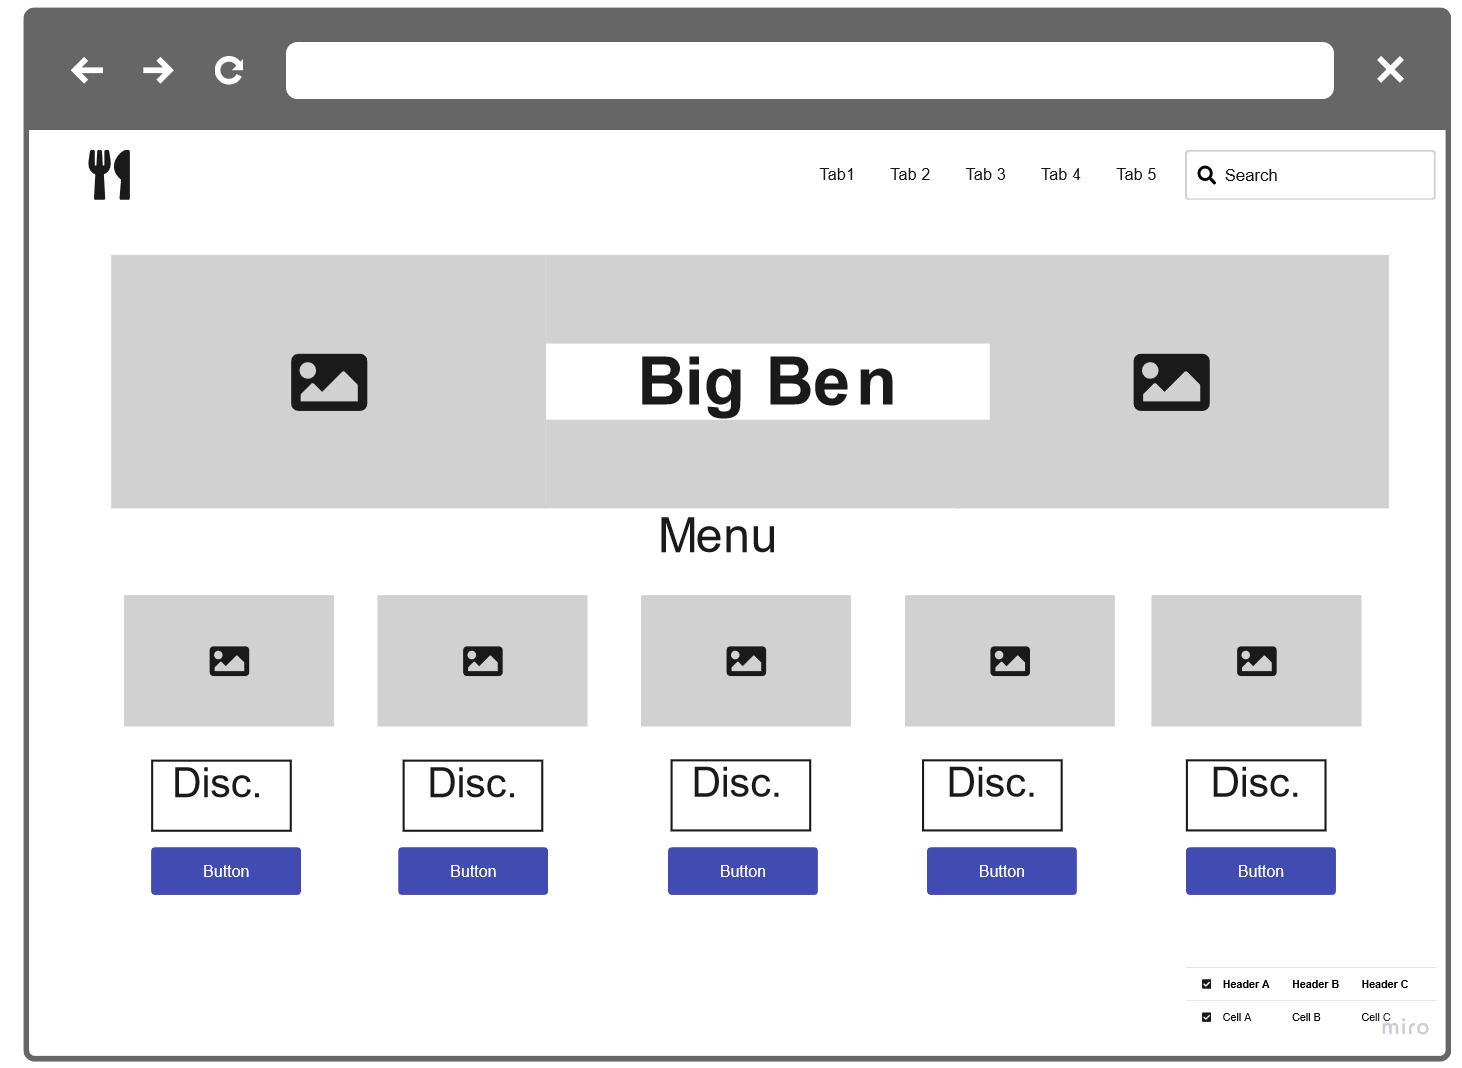 Tab1 Tab 2 Tab 3 Tab 4 Tab 5 Search
Big Ben
Menu
Disc. Disc. Disc. Disc. Disc.
Button Button Button Button Button
Header A Header B Header C
Cell A Cell B Cell C
miro